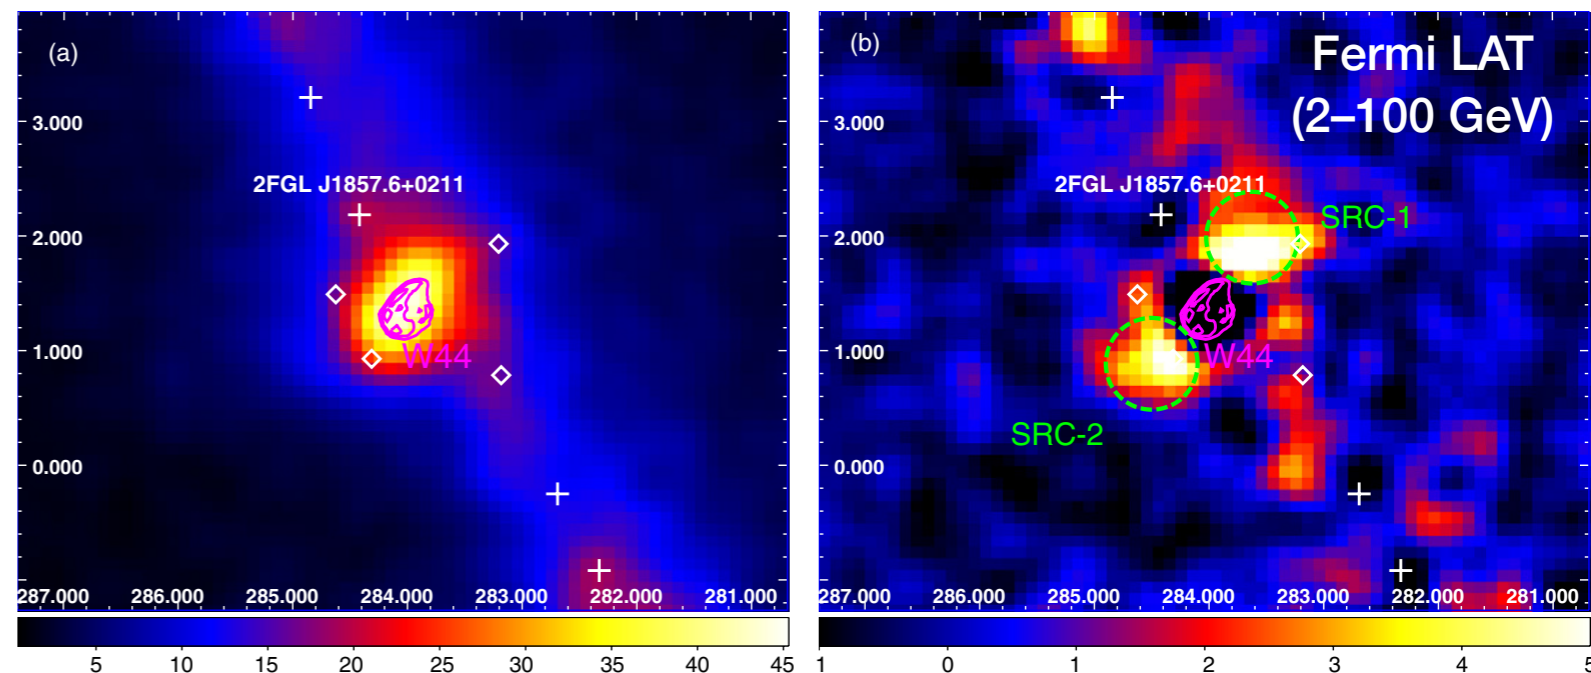 (a)
3.000
2FGL J1857.6+0211
2.000
1.000
W44
0.000
287.000 286.000 285.000 284.000 283.000 282.000 281.000
5 10 15 20 25 30 35 40 45
(b)
Fermi LAT
(2–100 GeV)
3.000
2FGL J1857.6+0211
SRC-1
2.000
1.000
W44
SRC-2
0.000
287.000 286.000 285.000 284.000 283.000 282.000 281.000
1 0 1 2 3 4 5